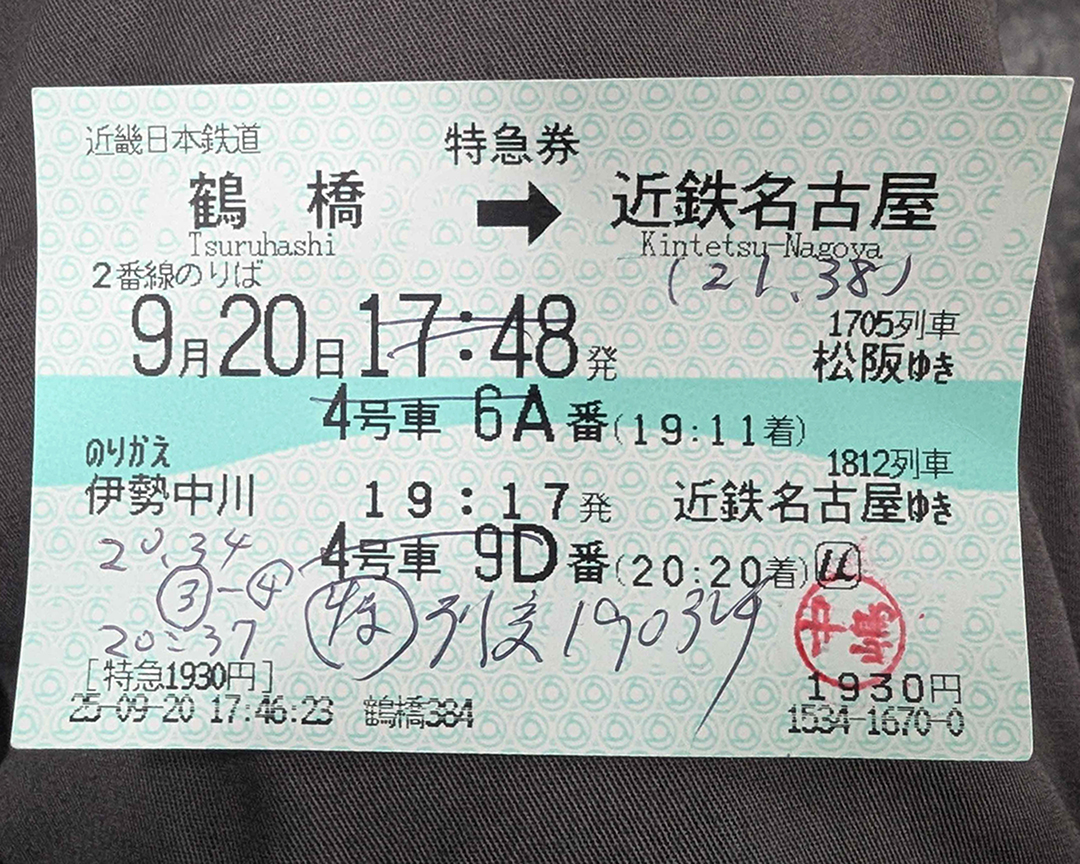 近畿日本鉄道 特急券
鶴橋 ➡ 近鉄名古屋
Tsuruhashi Kintetsu-Nagoya
2番線のりば (21.38)
9月20日17:48発 1705列車
松阪ゆき
4号車 6A番(19:11着)
のりかえ 1812列車
伊勢中川 19:17発 近鉄名古屋ゆき
20.34 4号車 9D番(20:20着)
③-④
20:37 列変
中嶋
[特急1930円] 1930円
25-09-20 17:46:23 鶴橋384 1534-1670-0